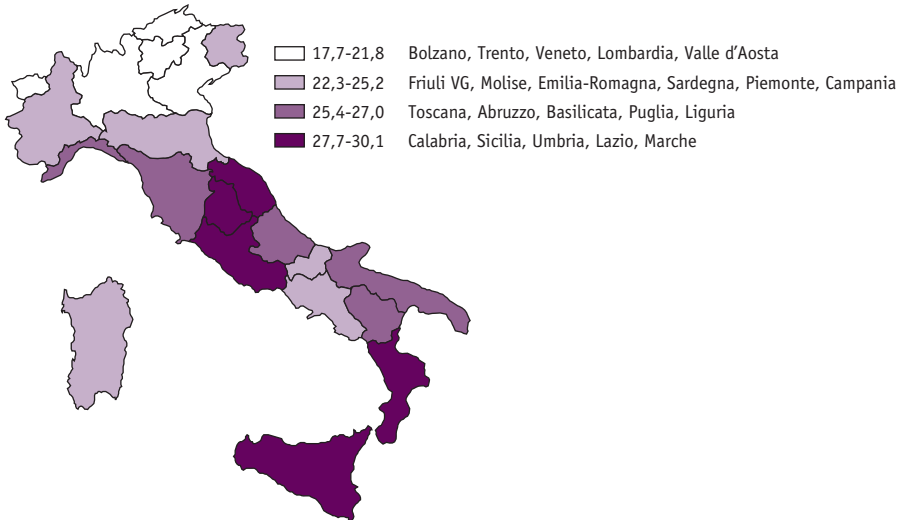 17,7-21,8 Bolzano, Trento, Veneto, Lombardia, Valle d'Aosta
22,3-25,2 Friuli VG, Molise, Emilia-Romagna, Sardegna, Piemonte, Campania
25,4-27,0 Toscana, Abruzzo, Basilicata, Puglia, Liguria
27,7-30,1 Calabria, Sicilia, Umbria, Lazio, Marche